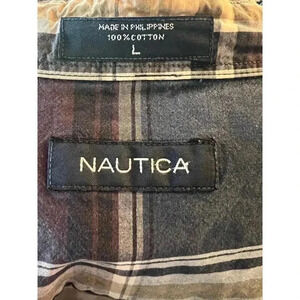 MADE IN PHILIPPINES
100% COTTON
L
NAUTICA